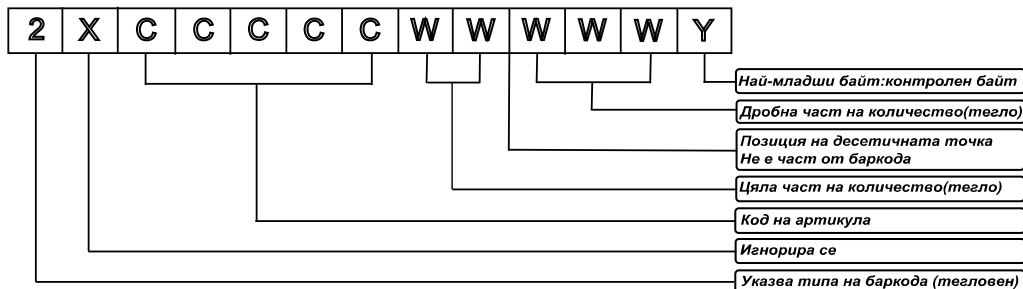 2 X C C C C C W W W W W Y
Най-младши байт:контролен байт
Дробна част на количество(тегло)
Позиция на десетичната точка
Не е част от баркода
Цяла част на количество(тегло)
Код на артикула
Игнорира се
Указва типа на баркода (тегловен)